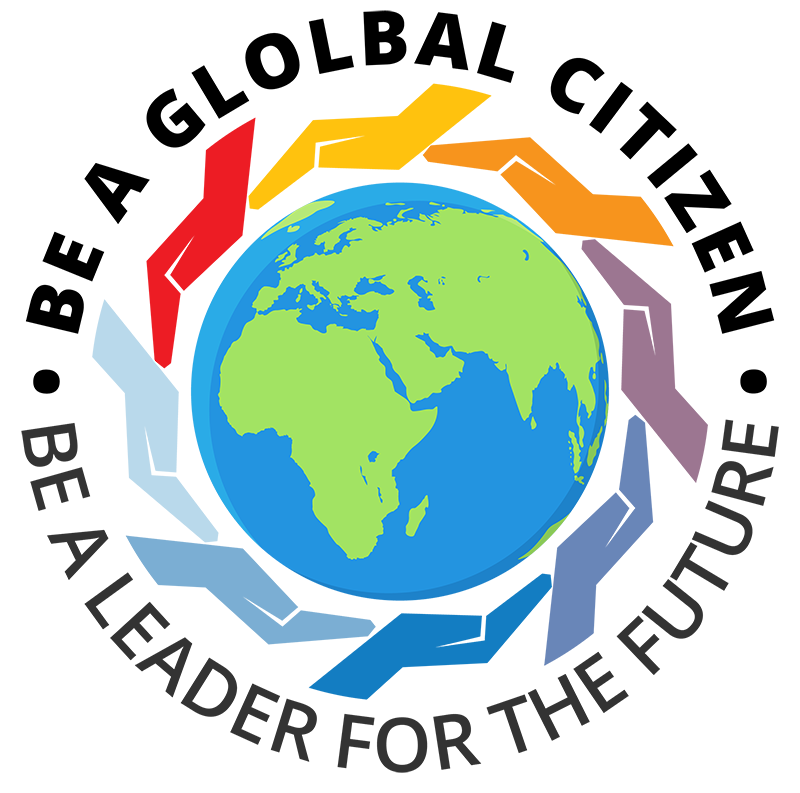 BE A GLOLBAL CITIZEN
BE A LEADER FOR THE FUTURE